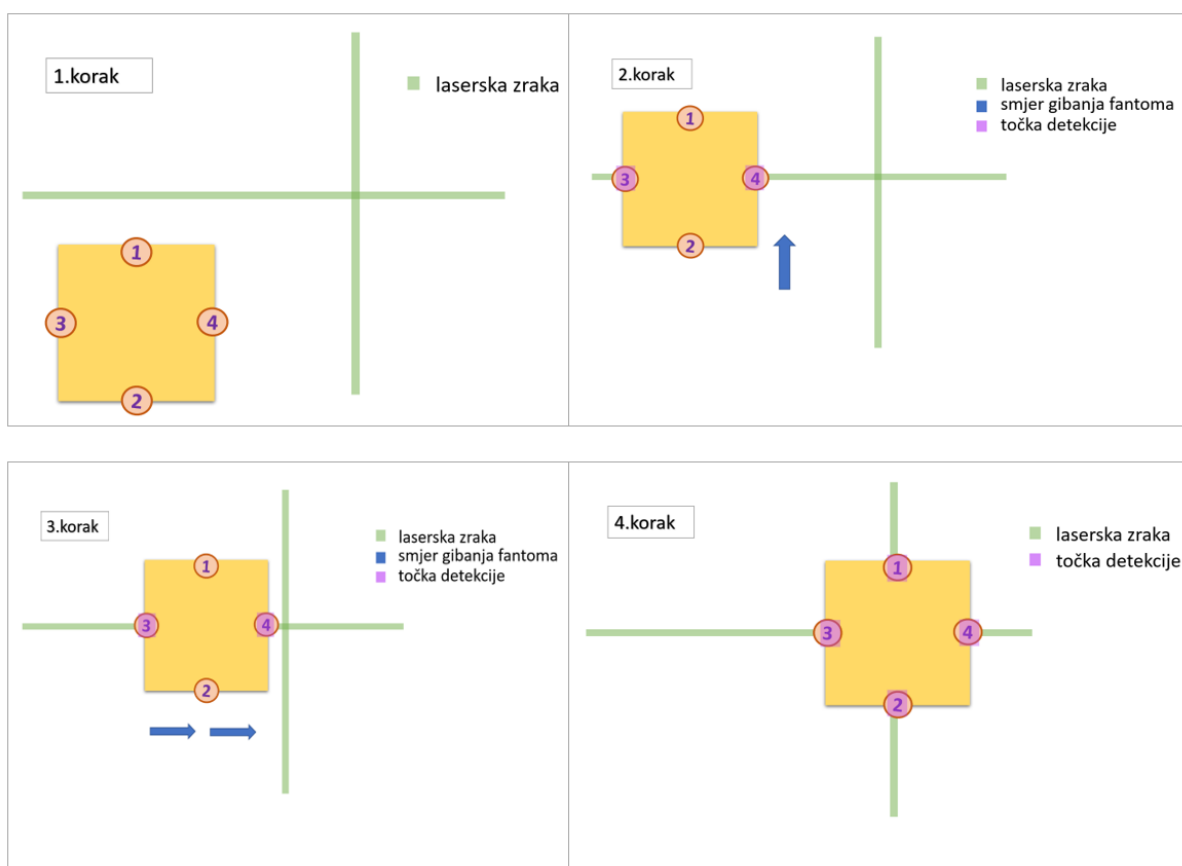 1.korak
laserska zraka
1
3
4
2
2.korak
laserska zraka
smjer gibanja fantoma
točka detekcije
1
3
4
2
3.korak
laserska zraka
smjer gibanja fantoma
točka detekcije
1
3
4
2
4.korak
laserska zraka
točka detekcije
1
3
4
2